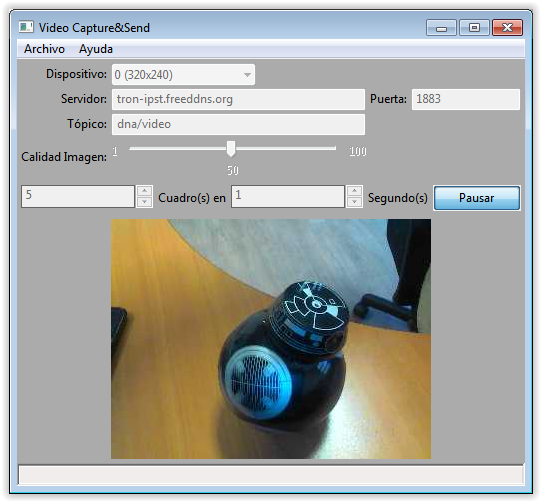 Video Capture&Send
Archivo Ayuda
Dispositivo: 0 (320x240)
Servidor: tron-ipst.freeddns.org Puerta: 1883
Tópico: dna/video
Calidad Imagen: 1 100
50
5 Cuadro(s) en 1 Segundo(s) Pausar